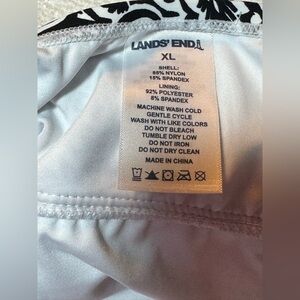 LANDS' END
XL
SHELL:
85% NYLON
15% SPANDEX
LINING:
92% POLYESTER
8% SPANDEX
MACHINE WASH COLD
GENTLE CYCLE
WASH WITH LIKE COLORS
DO NOT BLEACH
TUMBLE DRY LOW
DO NOT IRON
DO NOT DRY CLEAN
MADE IN CHINA